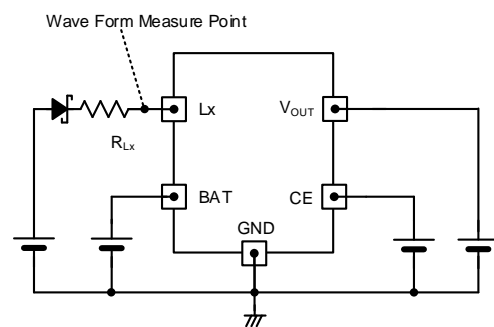 Wave Form Measure Point
Lx
VOUT
RLx
BAT
CE
GND